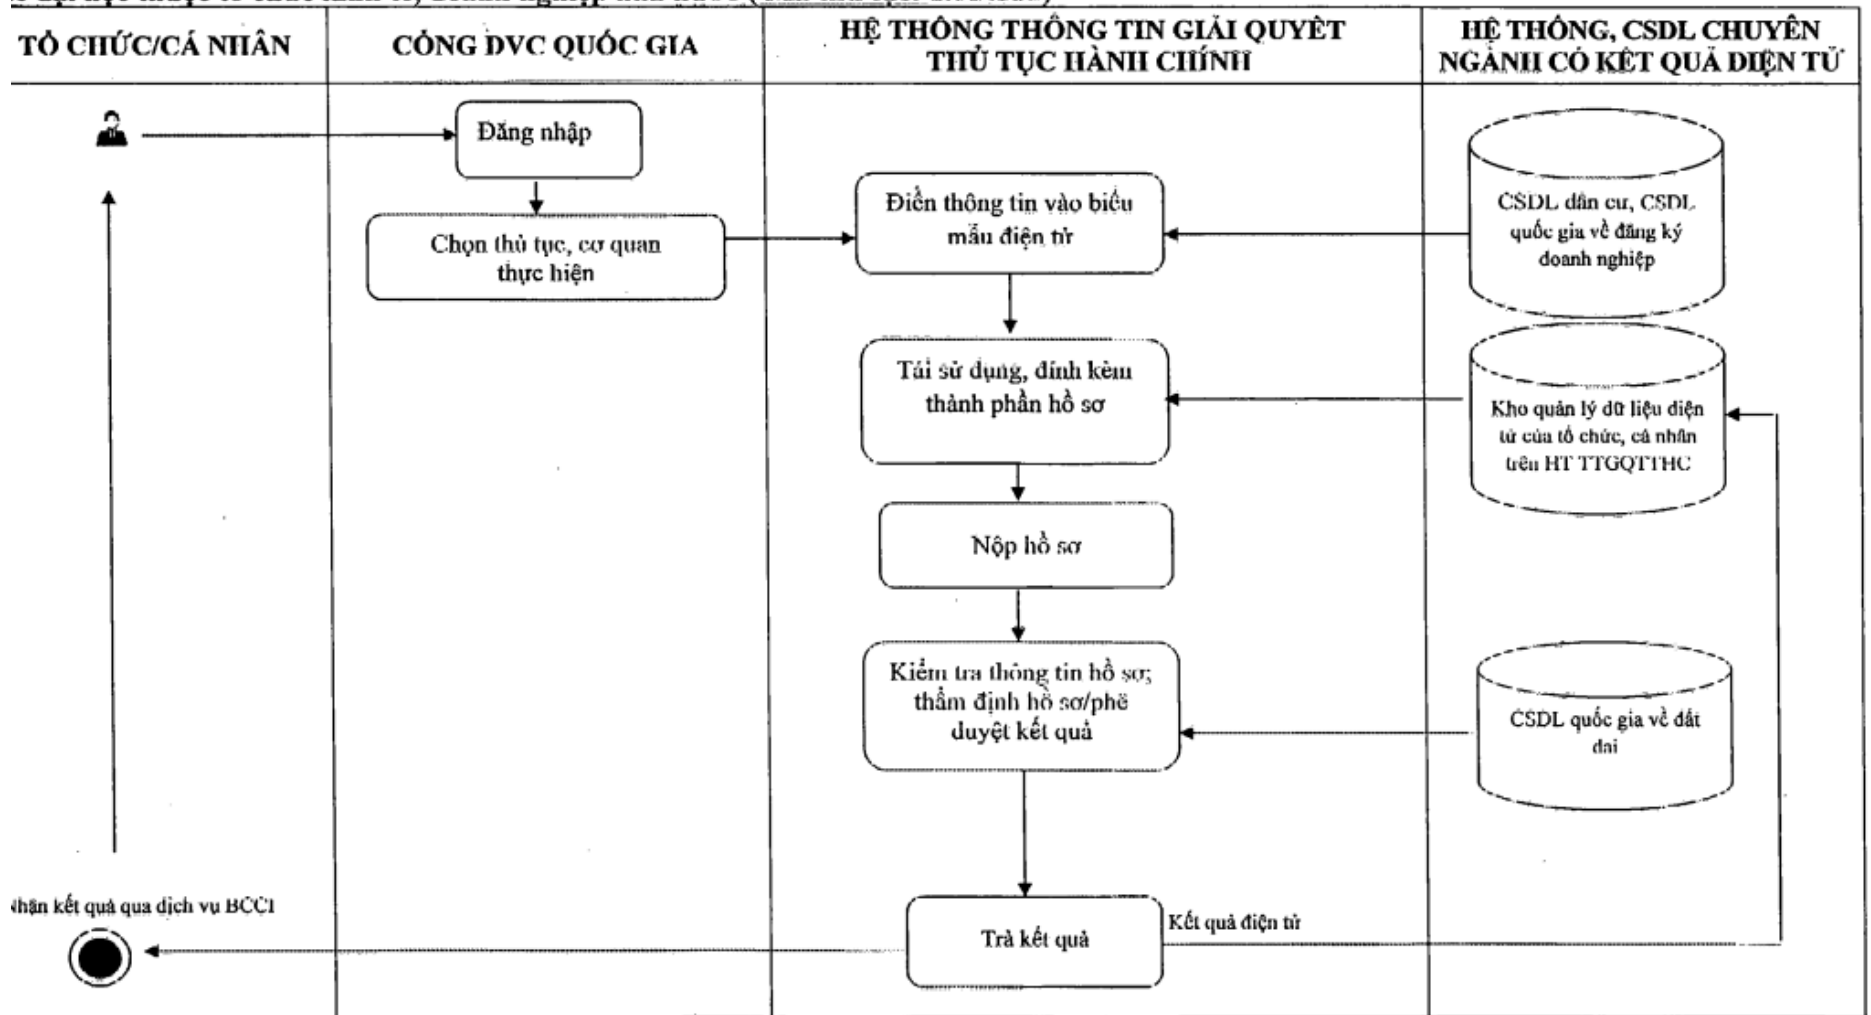 TỔ CHỨC/CÁ NHÂN
CỔNG DVC QUỐC GIA
HỆ THỐNG THÔNG TIN GIẢI QUYẾT
THỦ TỤC HÀNH CHÍNH
HỆ THỐNG, CSDL CHUYÊN
NGÀNH CÓ KẾT QUẢ ĐIỆN TỬ
Đăng nhập
Chọn thủ tục, cơ quan
thực hiện
Điền thông tin vào biểu
mẫu điện tử
CSDL dân cư, CSDL
quốc gia về đăng ký
doanh nghiệp
Tái sử dụng, đính kèm
thành phần hồ sơ
Kho quản lý dữ liệu điện
tử của tổ chức, cá nhân
trên HT TTGQTTHC
Nộp hồ sơ
Kiểm tra thông tin hồ sơ;
thẩm định hồ sơ/phê
duyệt kết quả
CSDL quốc gia về đất
đai
Nhận kết quả qua dịch vụ BCCI
Trả kết quả
Kết quả điện tử